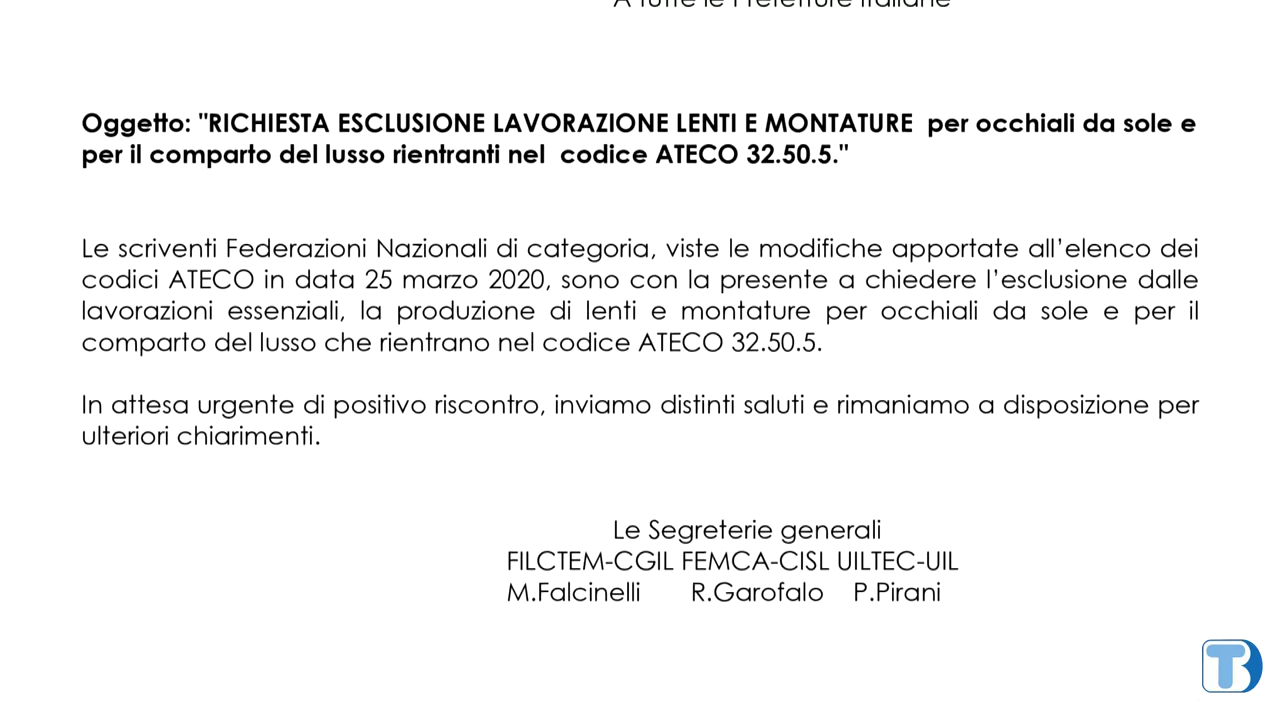 A tutte le Prefetture Italiane
Oggetto: "RICHIESTA ESCLUSIONE LAVORAZIONE LENTI E MONTATURE per occhiali da sole e
per il comparto del lusso rientranti nel codice ATECO 32.50.5."
Le scriventi Federazioni Nazionali di categoria, viste le modifiche apportate all’elenco dei
codici ATECO in data 25 marzo 2020, sono con la presente a chiedere l’esclusione dalle
lavorazioni essenziali, la produzione di lenti e montature per occhiali da sole e per il
comparto del lusso che rientrano nel codice ATECO 32.50.5.
In attesa urgente di positivo riscontro, inviamo distinti saluti e rimaniamo a disposizione per
ulteriori chiarimenti.
Le Segreterie generali
FILCTEM-CGIL FEMCA-CISL UILTEC-UIL
M.Falcinelli R.Garofalo P.Pirani
TB